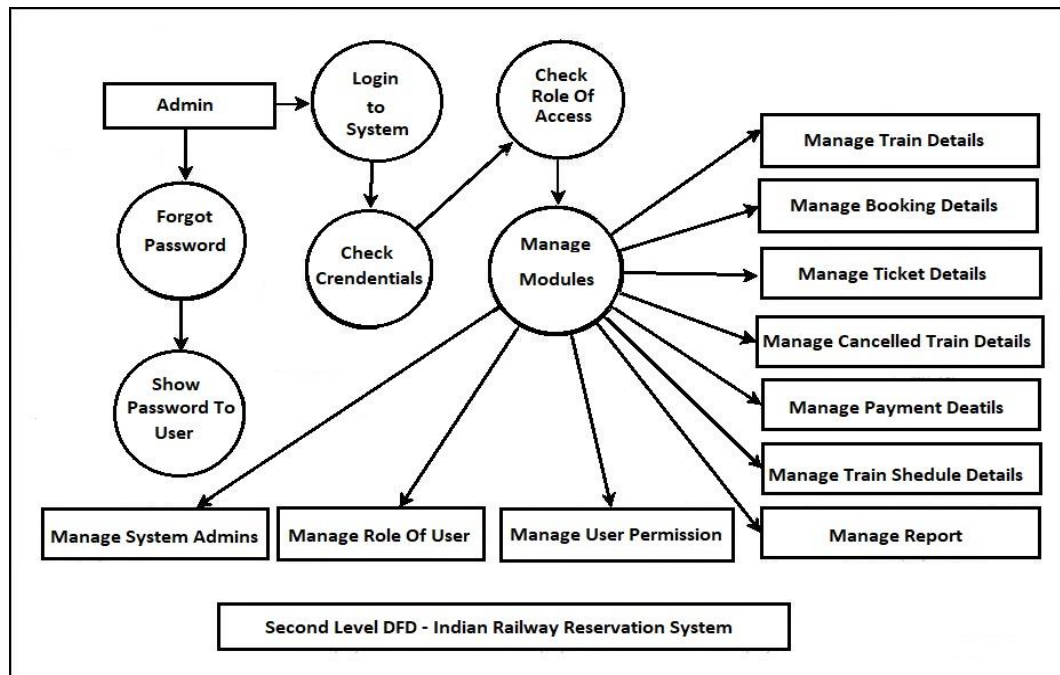 Admin
Login
to
System
Check
Role Of
Access
Forgot
Password
Check
Crendentials
Manage
Modules
Show
Password To
User
Manage Train Details
Manage Booking Details
Manage Ticket Details
Manage Cancelled Train Details
Manage Payment Deatils
Manage Train Shedule Details
Manage Report
Manage System Admins
Manage Role Of User
Manage User Permission
Second Level DFD - Indian Railway Reservation System